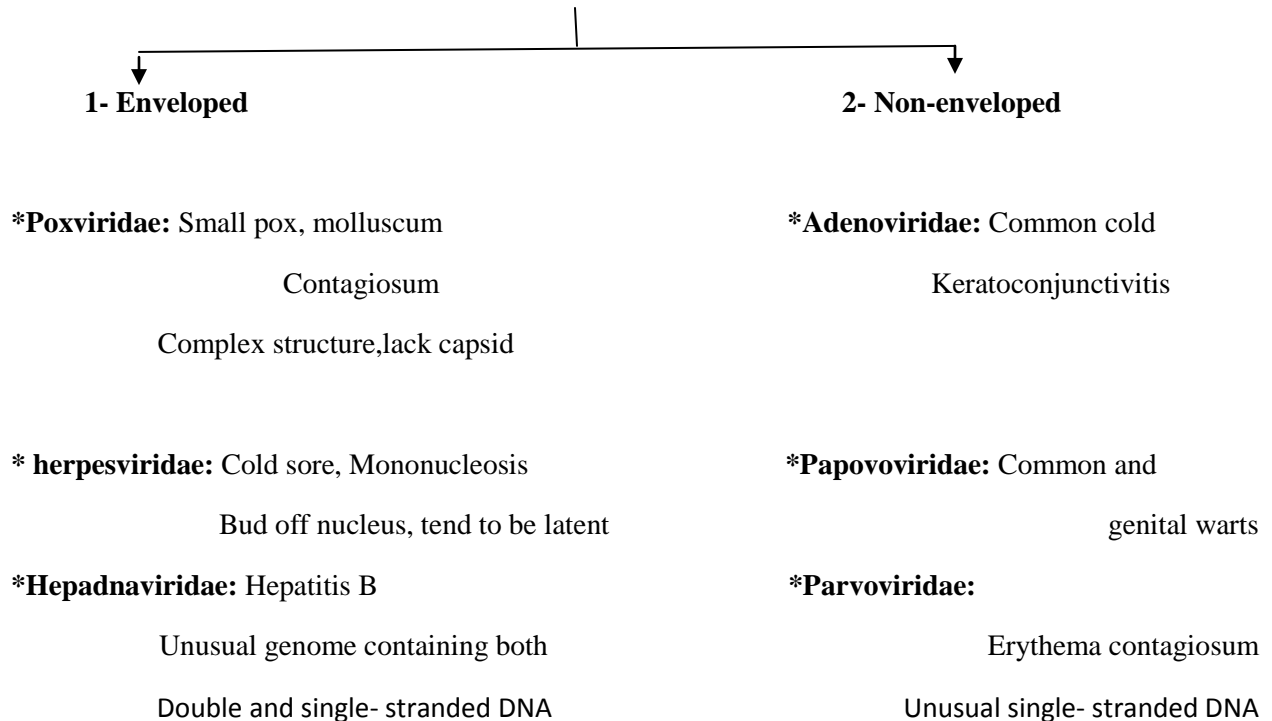 1- Enveloped
2- Non-enveloped
*Poxviridae: Small pox, molluscum
Contagiosum
Complex structure,lack capsid
*Adenoviridae: Common cold
Keratoconjunctivitis
* herpesviridae: Cold sore, Mononucleosis
Bud off nucleus, tend to be latent
*Papovoviridae: Common and
genital warts
*Hepadnaviridae: Hepatitis B
Unusual genome containing both
Double and single- stranded DNA
*Parvoviridae:
Erythema contagiosum
Unusual single- stranded DNA